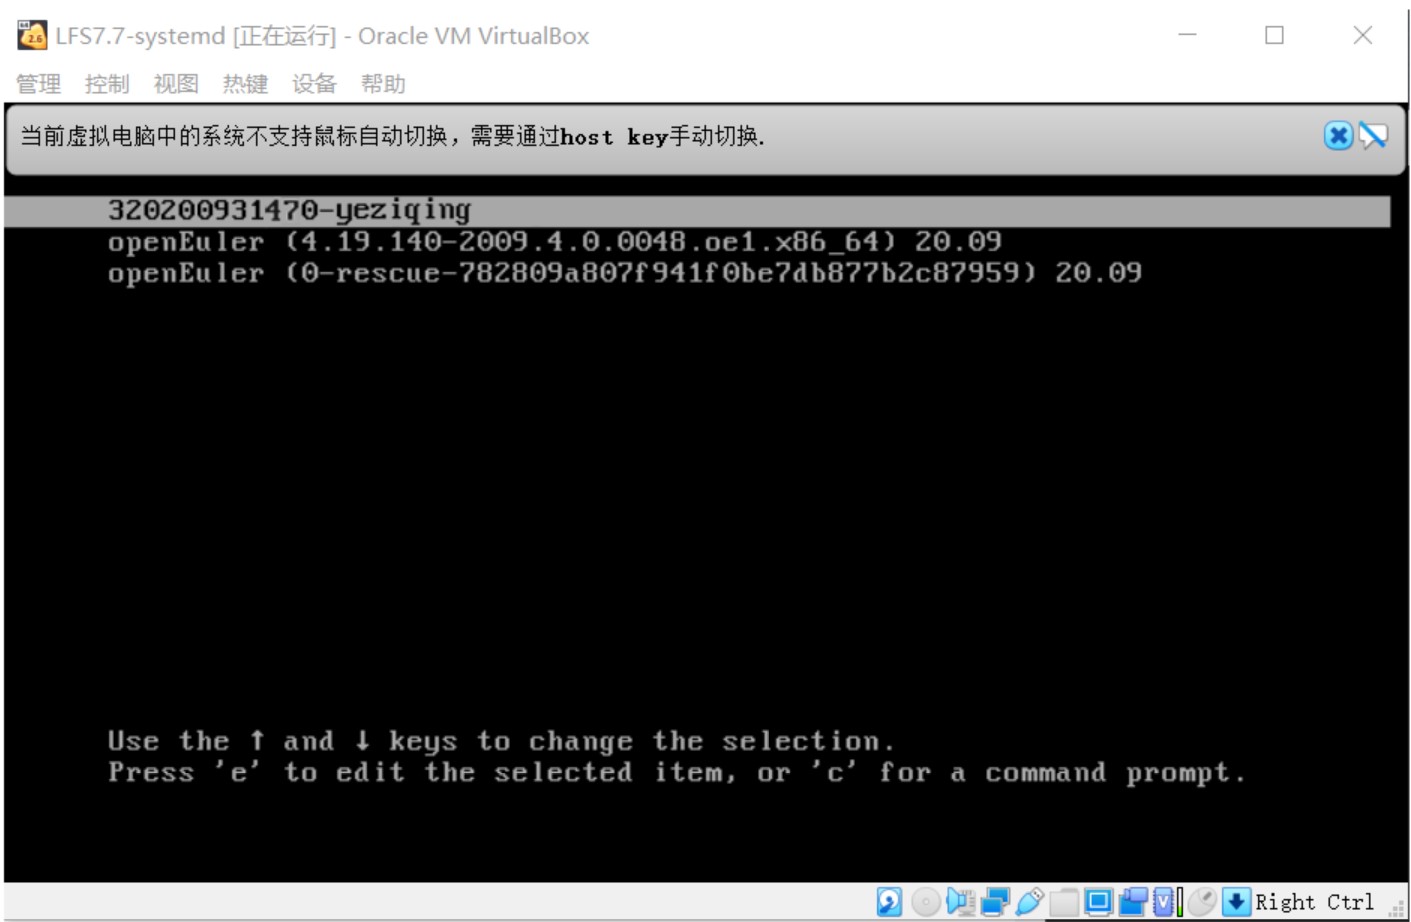 LFS7.7-systemd [正在运行] - Oracle VM VirtualBox
管理 控制 视图 热键 设备 帮助
当前虚拟电脑中的系统不支持鼠标自动切换，需要通过host key手动切换.
320200931470-yeziqing
openEuler (4.19.140-2009.4.0.0048.oe1.x86_64) 20.09
openEuler (0-rescue-782809a807f941f0be7db877b2c87959) 20.09
Use the ↑ and ↓ keys to change the selection.
Press 'e' to edit the selected item, or 'c' for a command prompt.
Right Ctrl